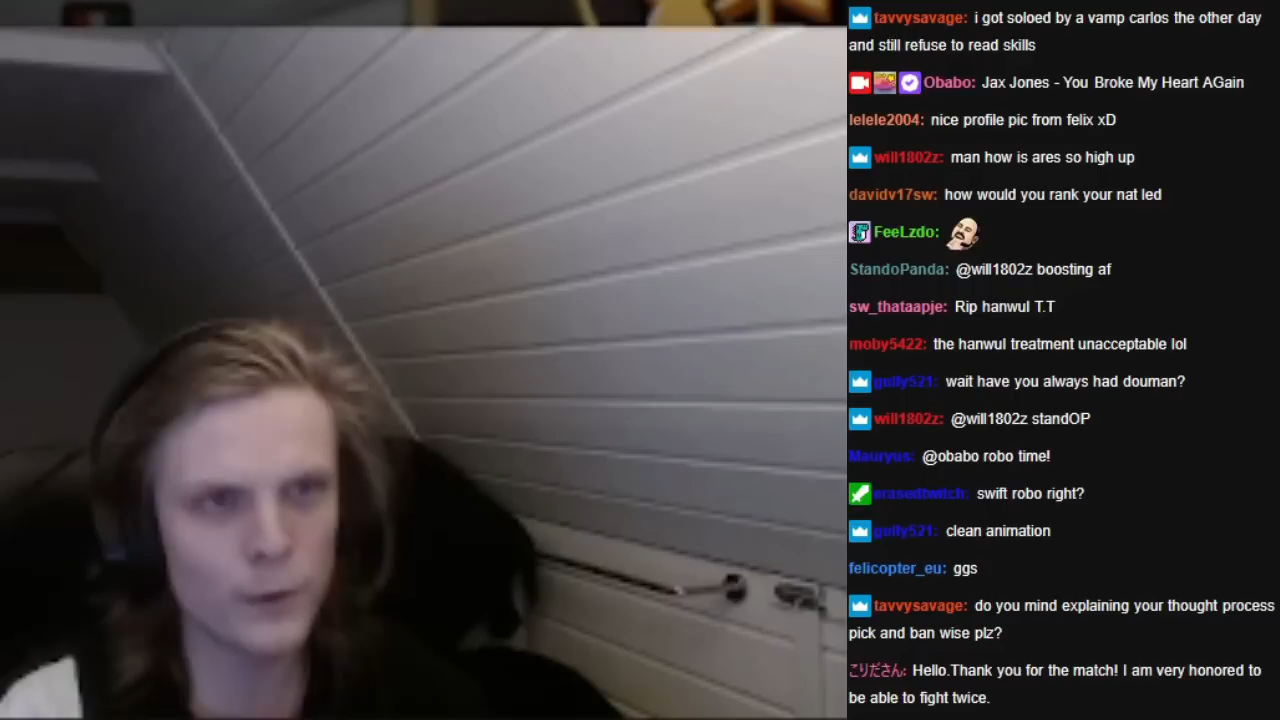 tavvysavage: i got soloed by a vamp carlos the other day
and still refuse to read skills
Obabo: Jax Jones - You Broke My Heart AGain
lelele2004: nice profile pic from felix xD
will1802z: man how is ares so high up
davidv17sw: how would you rank your nat led
FeeLzdo:
StandoPanda: @will1802z boosting af
sw_thataapje: Rip hanwul T.T
moby5422: the hanwul treatment unacceptable lol
gully521: wait have you always had douman?
will1802z: @will1802z standOP
Mauryus: @obabo robo time!
erasedtwitch: swift robo right?
gully521: clean animation
felicopter_eu: ggs
tavvysavage: do you mind explaining your thought process
pick and ban wise plz?
こりださん: Hello.Thank you for the match! I am very honored to
be able to fight twice.